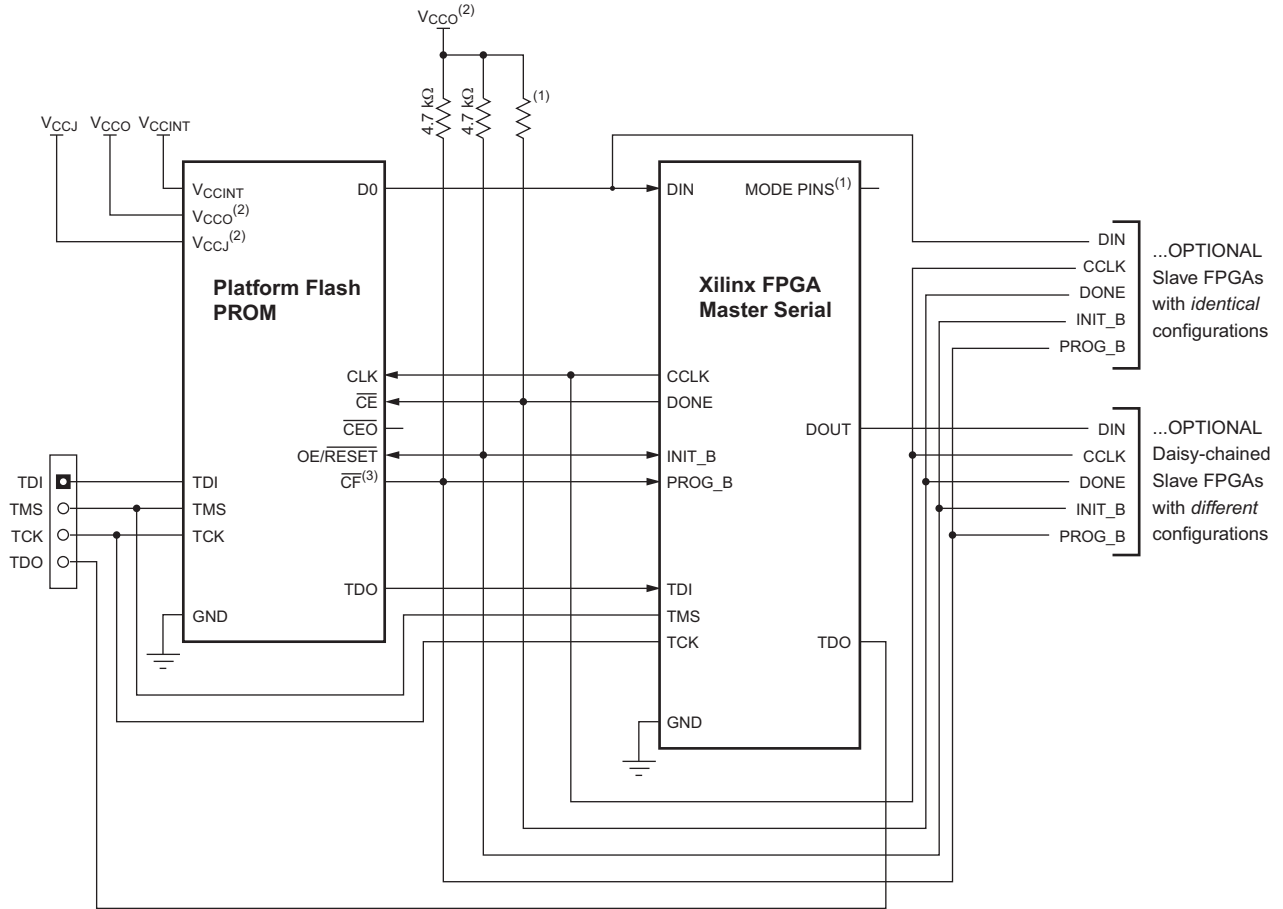 VCCO(2)
4.7 kΩ
4.7 kΩ
(1)
VCCJ VCCO VCCINT
VCCINT
VCCO(2)
VCCJ(2)
D0
Platform Flash
PROM
CLK
CE
CEO
OE/RESET
CF(3)
TDI
TMS
TCK
TDO
GND
TDI
TMS
TCK
TDO
DIN
MODE PINS(1)
Xilinx FPGA
Master Serial
CCLK
DONE
DOUT
INIT_B
PROG_B
TDI
TMS
TCK
TDO
GND
DIN
CCLK
DONE
INIT_B
PROG_B
...OPTIONAL
Slave FPGAs
with identical
configurations
DIN
CCLK
DONE
INIT_B
PROG_B
...OPTIONAL
Daisy-chained
Slave FPGAs
with different
configurations